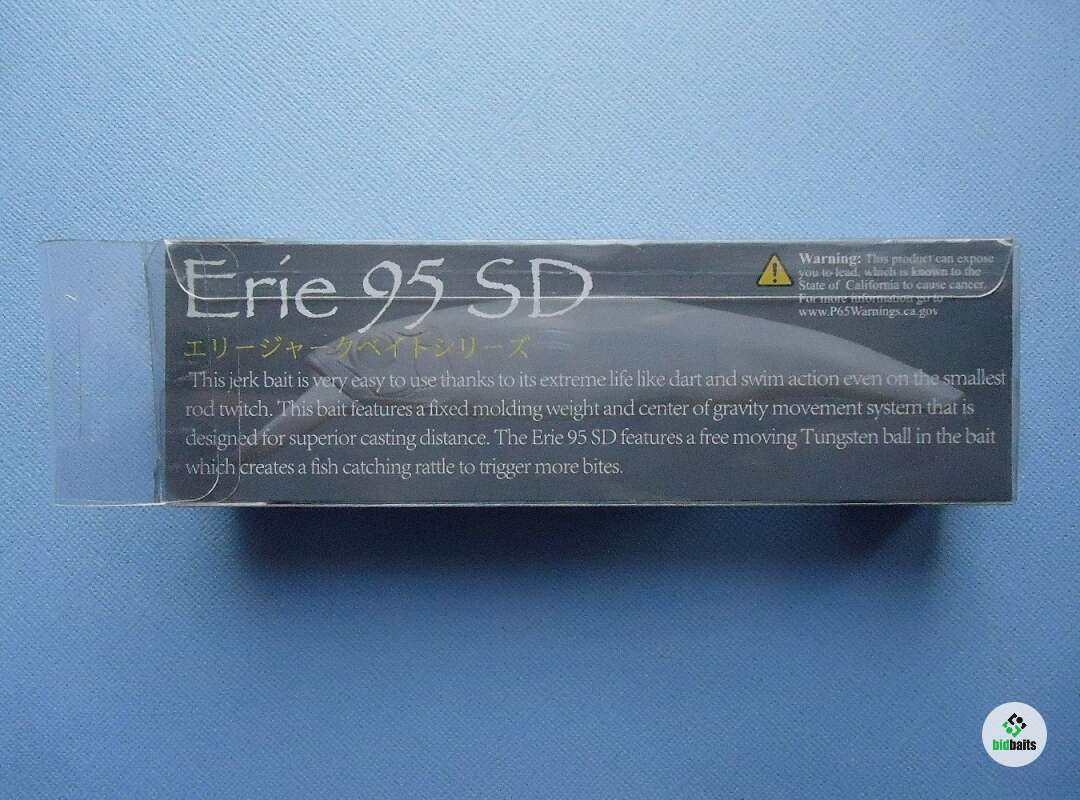 Erie 95 SD
Warning: This product can expose
you to lead, which is known to the
State of California to cause cancer.
For more information go to
www.P65Warnings.ca.gov
エリージャークベイトシリーズ
This jerk bait is very easy to use thanks to its extreme life like dart and swim action even on the smallest
rod twitch. This bait features a fixed molding weight and center of gravity movement system that is
designed for superior casting distance. The Erie 95 SD features a free moving Tungsten ball in the bait
which creates a fish catching rattle to trigger more bites.
bidbaits